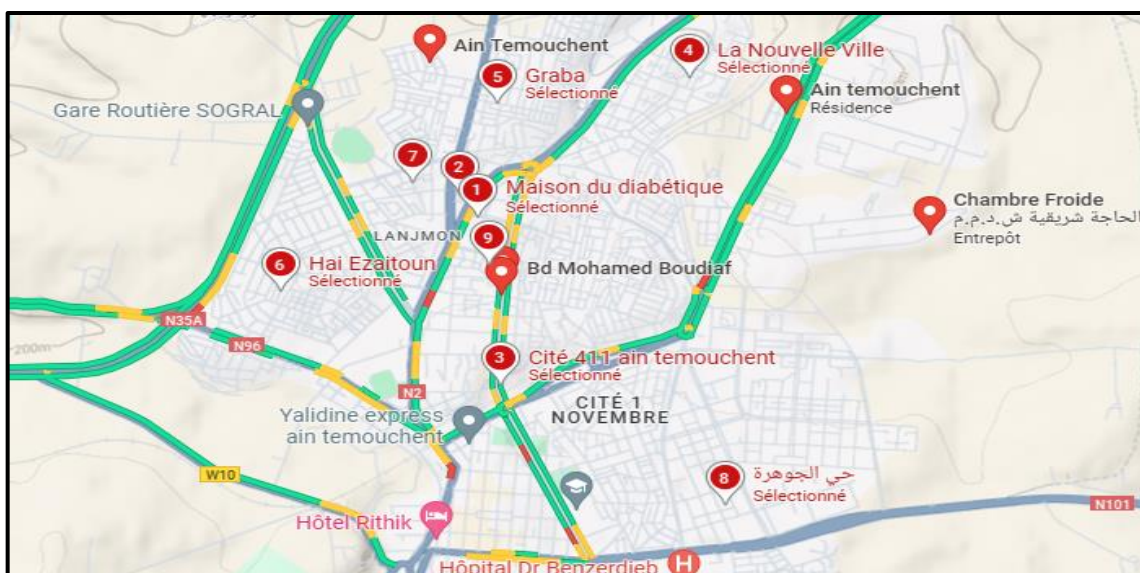 Ain Temouchent
4
La Nouvelle Ville
Sélectionné
5
Graba
Sélectionné
Ain temouchent
Résidence
Gare Routière SOGRAL
7
2
1
Maison du diabétique
Sélectionné
Chambre Froide
الحاجة شريقية ش.د.م.م
Entrepôt
LANJMON
9
6
Hai Ezaitoun
Sélectionné
Bd Mohamed Boudiaf
N35A
200m
N96
3
Cité 411 ain temouchent
Sélectionné
N2
CITÉ 1
NOVEMBRE
Yalidine express
ain temouchent
W10
8
حي الجوهرة
Sélectionné
N101
Hôtel Rithik
Hôpital Dr Benzerdjeb
H